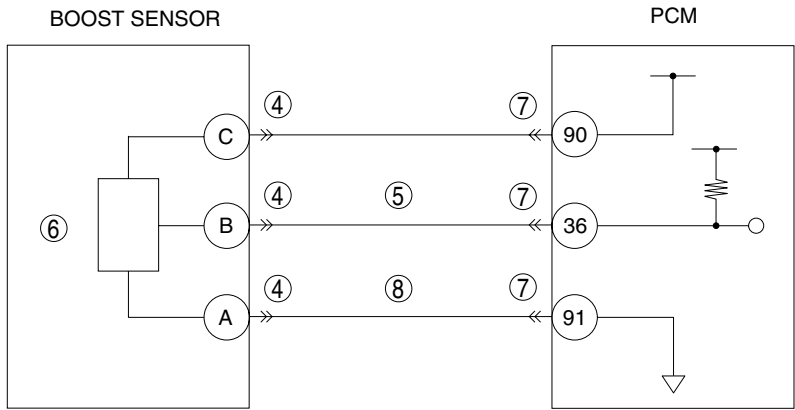 BOOST SENSOR
PCM
④ ⑦
C 90
④ ⑤ ⑦
⑥ B 36
④ ⑧ ⑦
A 91